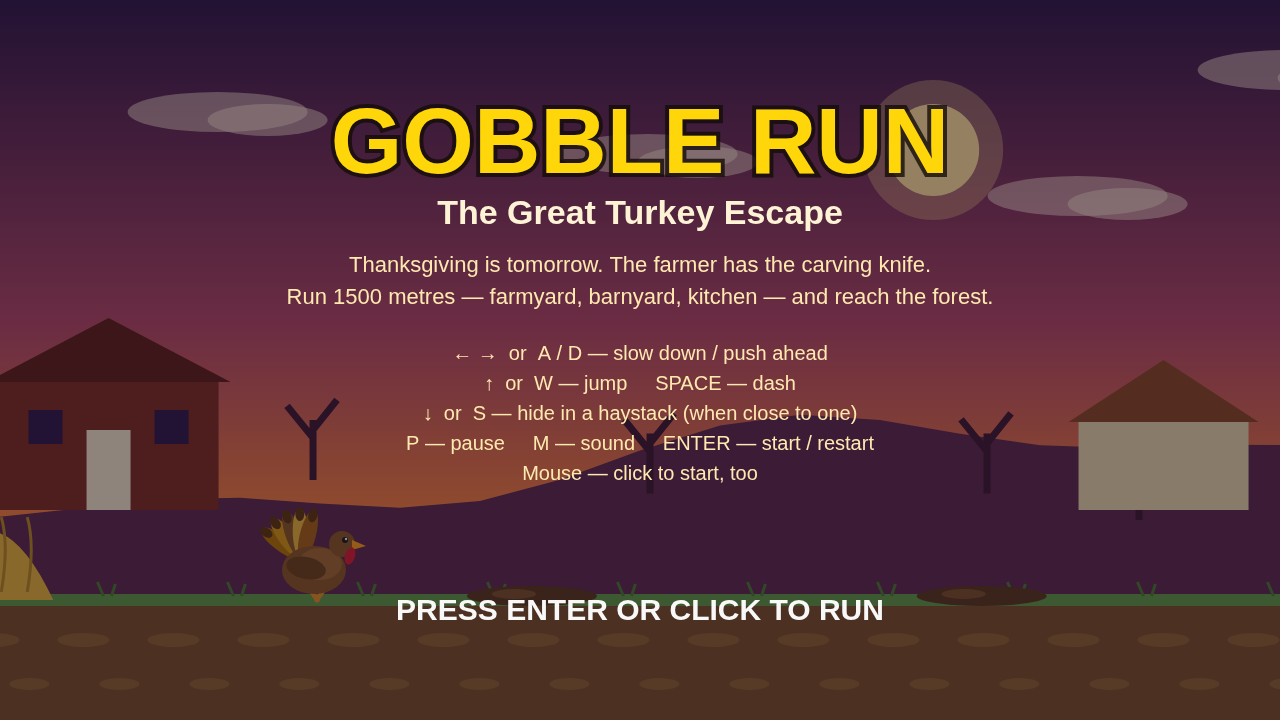 GOBBLE RUN
The Great Turkey Escape
Thanksgiving is tomorrow. The farmer has the carving knife.
Run 1500 metres — farmyard, barnyard, kitchen — and reach the forest.
← → or A / D — slow down / push ahead
↑ or W — jump SPACE — dash
↓ or S — hide in a haystack (when close to one)
P — pause M — sound ENTER — start / restart
Mouse — click to start, too
PRESS ENTER OR CLICK TO RUN